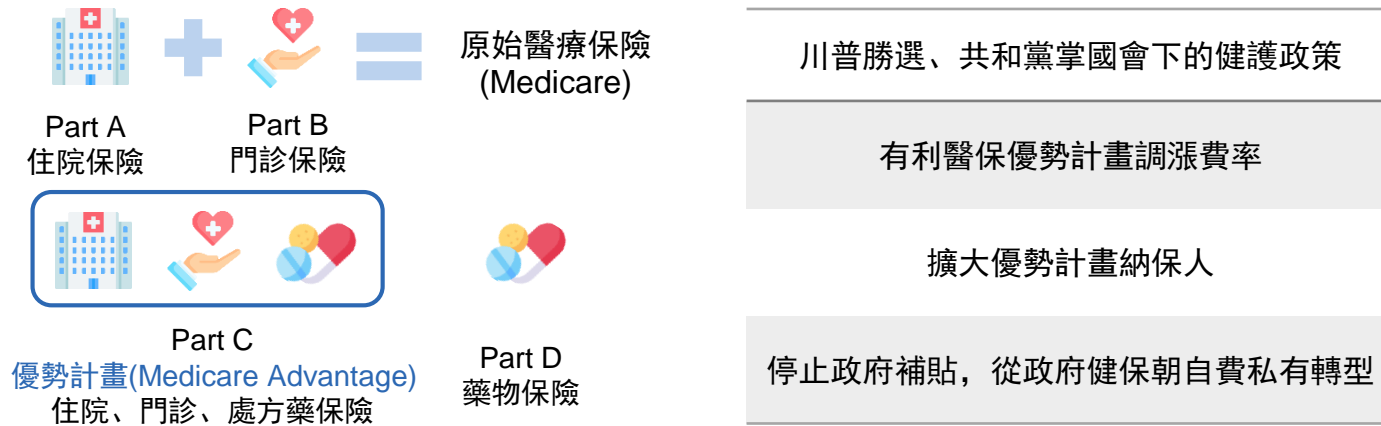 原始醫療保險
(Medicare)
Part A
住院保險
Part B
門診保險
Part C
優勢計畫(Medicare Advantage)
住院、門診、處方藥保險
Part D
藥物保險
川普勝選、共和黨掌國會下的健護政策
有利醫保優勢計畫調漲費率
擴大優勢計畫納保人
停止政府補貼，從政府健保朝自費私有轉型